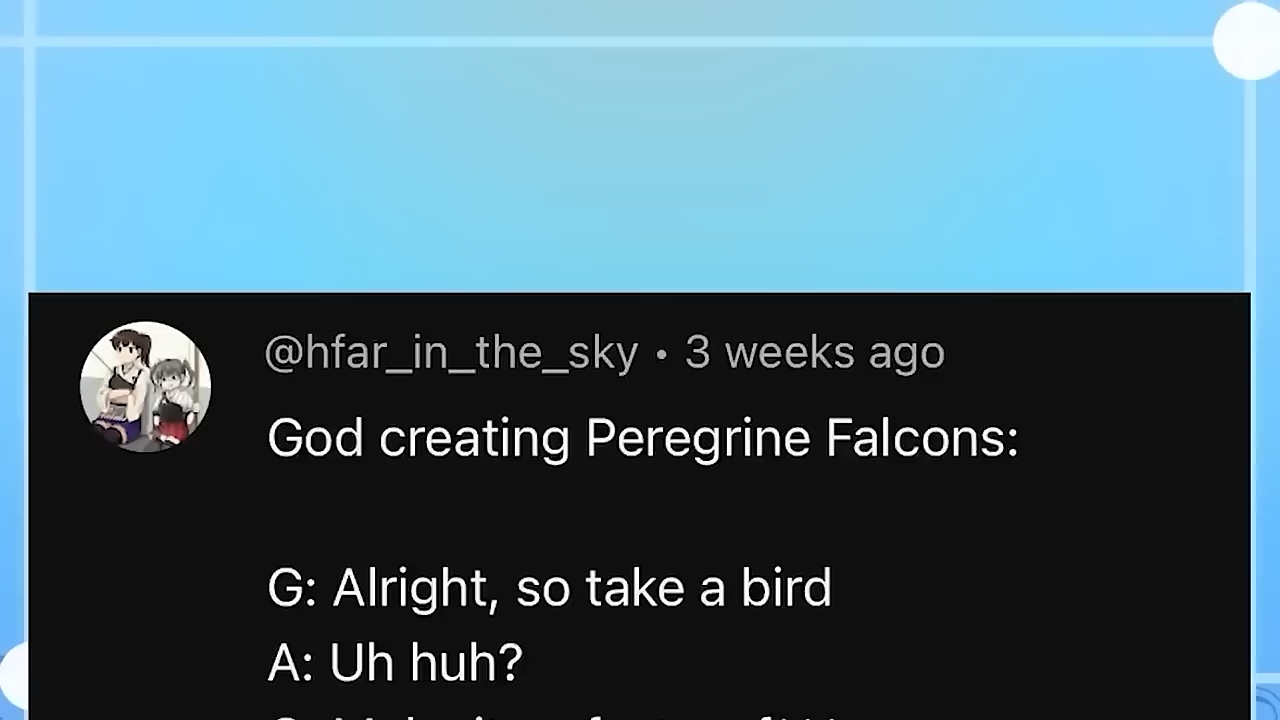 @hfar_in_the_sky • 3 weeks ago
God creating Peregrine Falcons:
G: Alright, so take a bird
A: Uh huh?